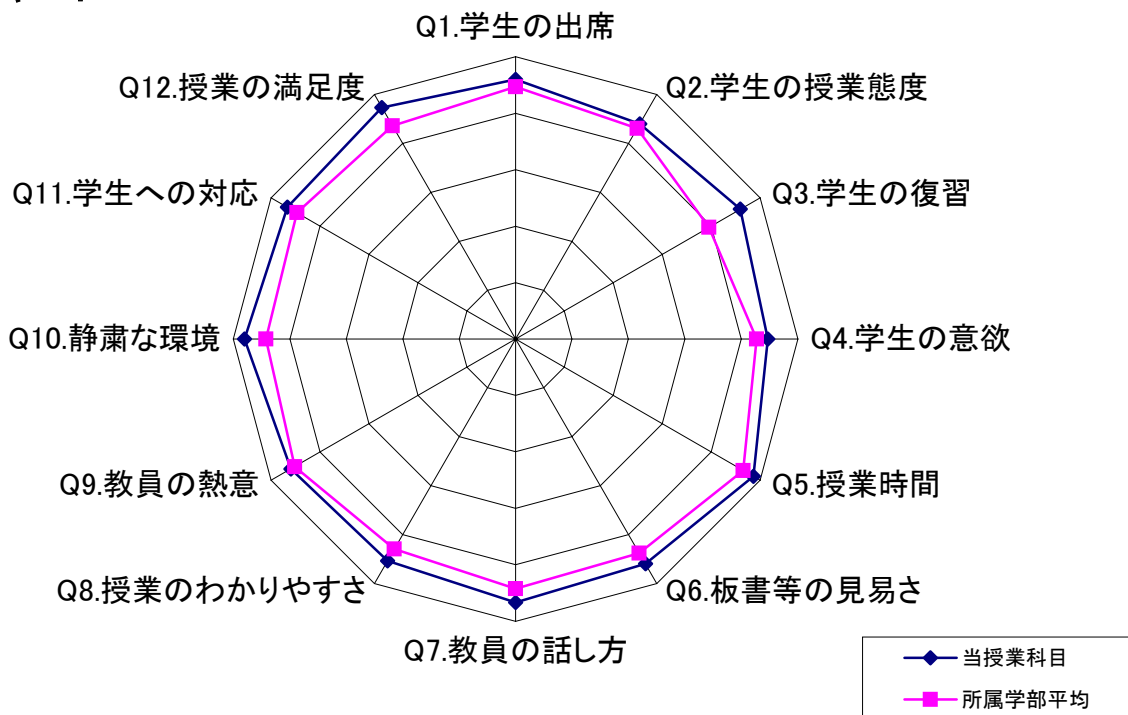 Q1.学生の出席
Q2.学生の授業態度
Q3.学生の復習
Q4.学生の意欲
Q5.授業時間
Q6.板書等の見易さ
Q7.教員の話し方
Q8.授業のわかりやすさ
Q9.教員の熱意
Q10.静粛な環境
Q11.学生への対応
Q12.授業の満足度
当授業科目
所属学部平均